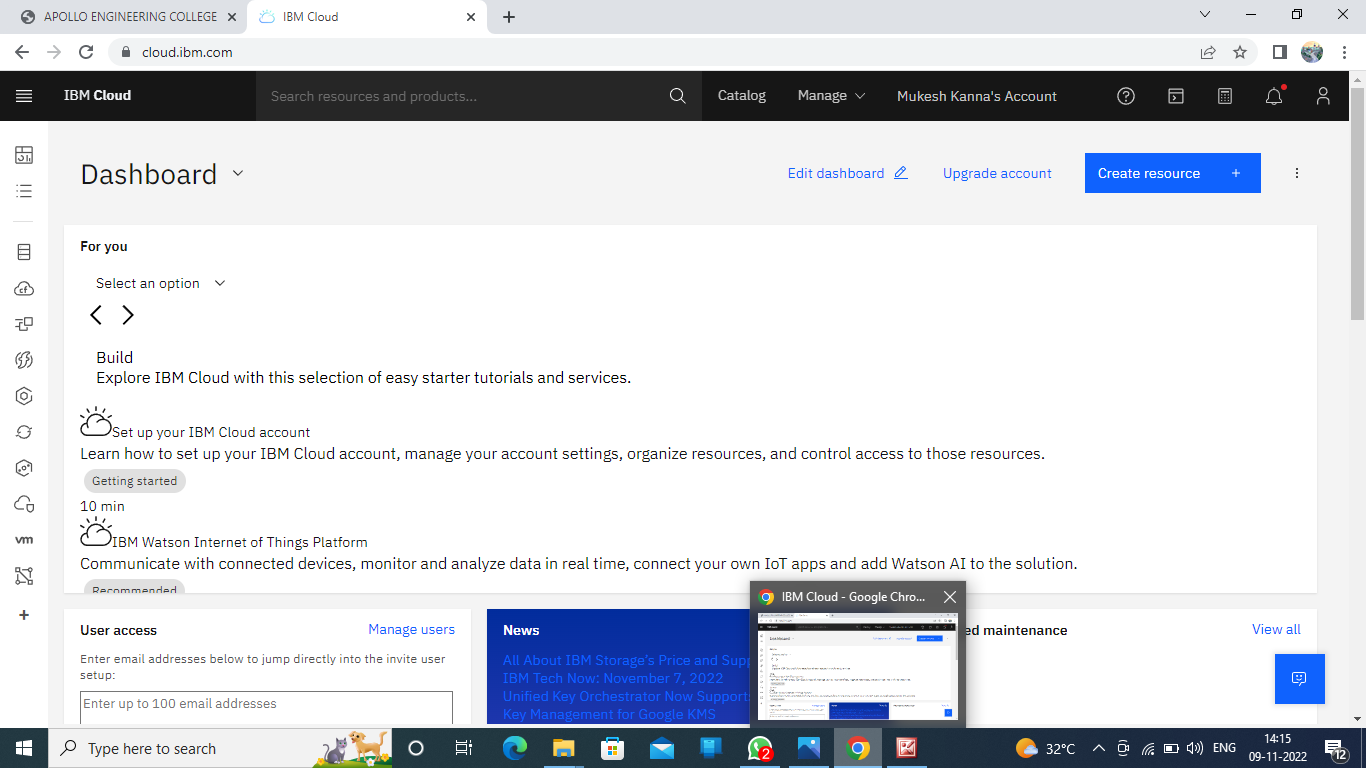 APOLLO ENGINEERING COLLEGE
IBM Cloud
cloud.ibm.com
IBM Cloud
Search resources and products...
Catalog
Manage
Mukesh Kanna's Account
Dashboard
Edit dashboard
Upgrade account
Create resource +
For you
Select an option
Build
Explore IBM Cloud with this selection of easy starter tutorials and services.
Set up your IBM Cloud account
Learn how to set up your IBM Cloud account, manage your account settings, organize resources, and control access to those resources.
Getting started
10 min
IBM Watson Internet of Things Platform
Communicate with connected devices, monitor and analyze data in real time, connect your own IoT apps and add Watson AI to the solution.
Recommended
cf
vm
User access
Manage users
Enter email addresses below to jump directly into the invite user
setup:
Enter up to 100 email addresses
News
All About IBM Storage's Price and Supp
IBM Tech Now: November 7, 2022
Unified Key Orchestrator Now Supports
Key Management for Google KMS
IBM Cloud - Google Chro...
ed maintenance
View all
Type here to search
2
32°C
ENG
14:15
09-11-2022
12